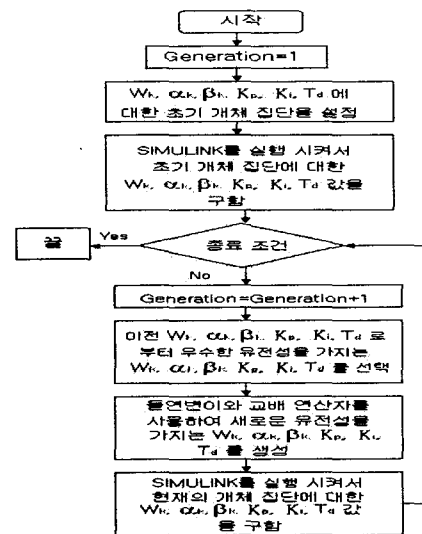 시작
Generation=1
Wₖ, αₖ, βₖ, Kₚ, Kᵢ, T_d 에
대한 초기 개체 집단을 설정
SIMULINK를 실행 시켜서
초기 개체 집단에 대한
Wₖ, αₖ, βₖ, Kₚ, Kᵢ, T_d 값을
구함
끝
Yes
종료 조건
No
Generation=Generation+1
이전 Wₖ, αₖ, βₖ, Kₚ, Kᵢ, T_d 로
부터 우수한 유전성을 가지는
Wₖ, αₖ, βₖ, Kₚ, Kᵢ, T_d 를 선택
돌연변이와 교배 연산자를
사용하여 새로운 유전성을
가지는 Wₖ, αₖ, βₖ, Kₚ, Kᵢ,
T_d 를 생성
SIMULINK를 실행 시켜서
현재의 개체 집단에 대한
Wₖ, αₖ, βₖ, Kₚ, Kᵢ, T_d 값
을 구함